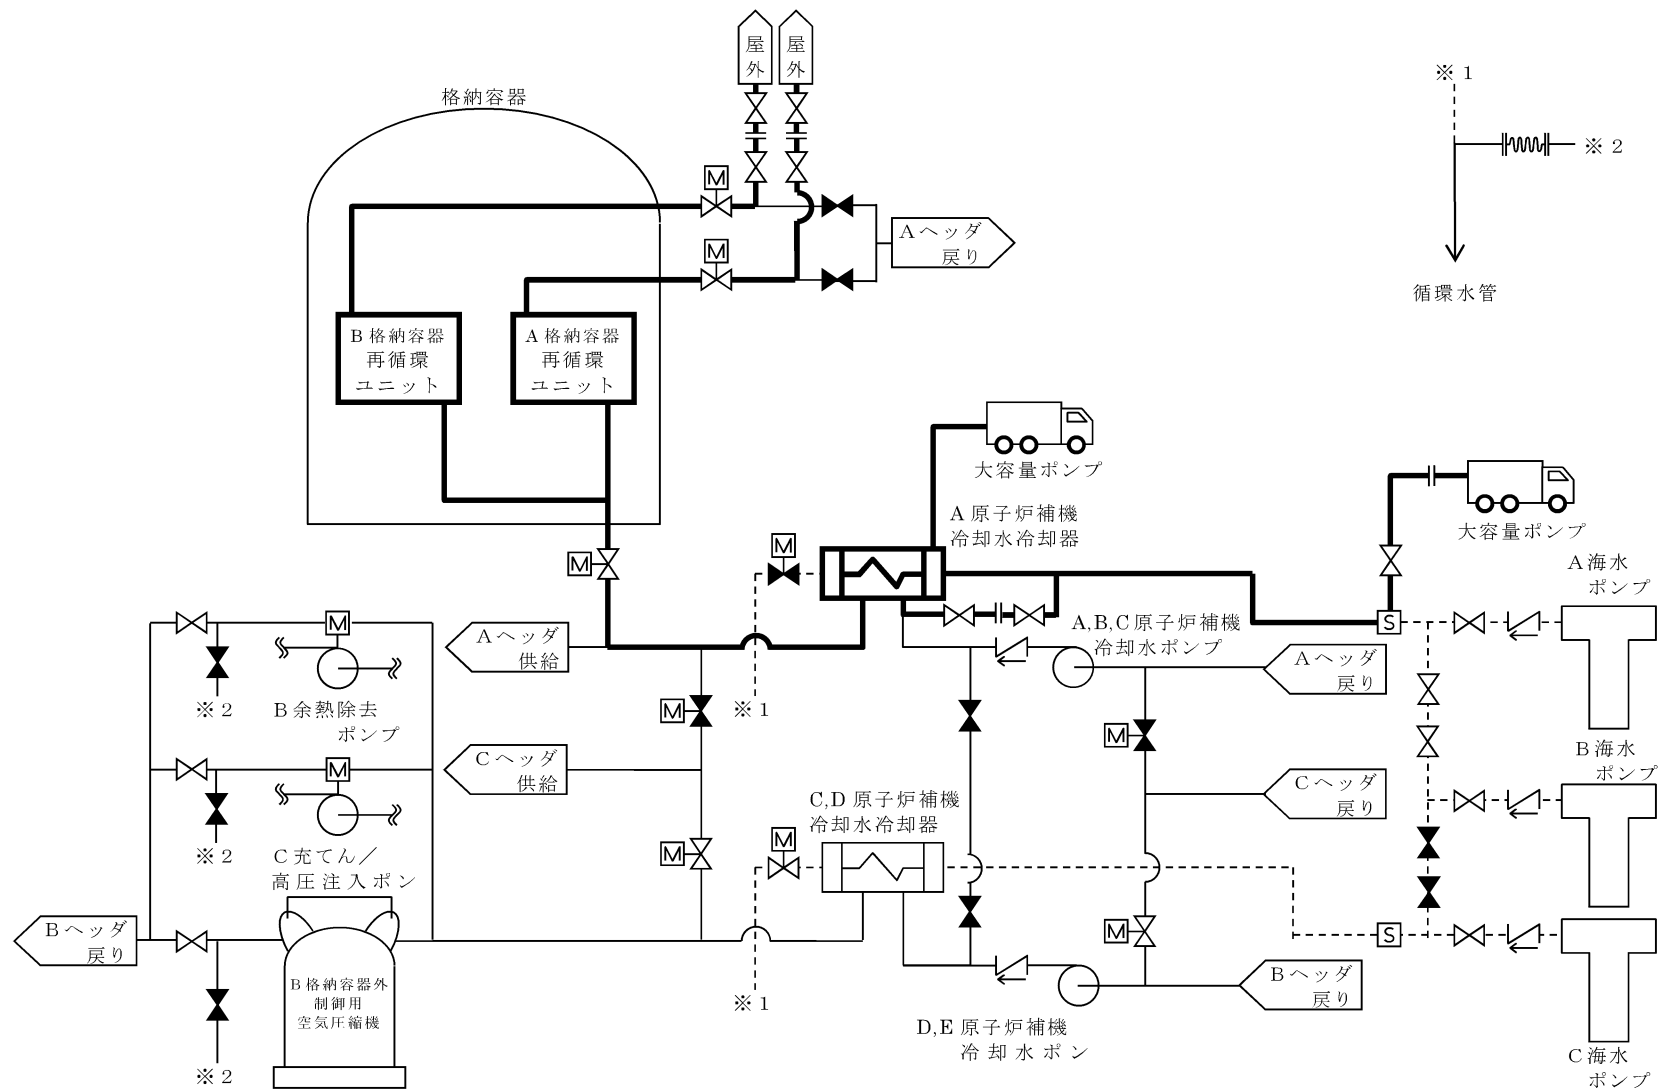 屋外
屋外
格納容器
※1
※2
循環水管
M
M
Aヘッダ
戻り
B格納容器
再循環
ユニット
A格納容器
再循環
ユニット
大容量ポンプ
大容量ポンプ
A原子炉補機
冷却水冷却器
M
M
A海水
ポンプ
S
A,B,C原子炉補機
冷却水ポンプ
Aヘッダ
供給
Aヘッダ
戻り
M
※2
B余熱除去
ポンプ
M
※1
M
B海水
ポンプ
Cヘッダ
供給
Cヘッダ
戻り
M
※2
C,D原子炉補機
冷却水冷却器
M
M
C充てん／
高圧注入ポン
Bヘッダ
戻り
M
S
B格納容器外
制御用
空気圧縮機
※1
Bヘッダ
戻り
D,E原子炉補機
冷却水ポン
※2
C海水
ポンプ